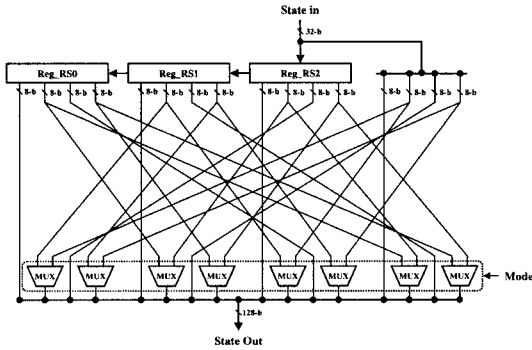 State in
32-b
Reg_RS0 Reg_RS1 Reg_RS2
8-b 8-b 8-b 8-b 8-b 8-b 8-b 8-b 8-b 8-b 8-b 8-b 8-b 8-b 8-b 8-b
MUX MUX MUX MUX MUX MUX MUX MUX
Mode
128-b
State Out